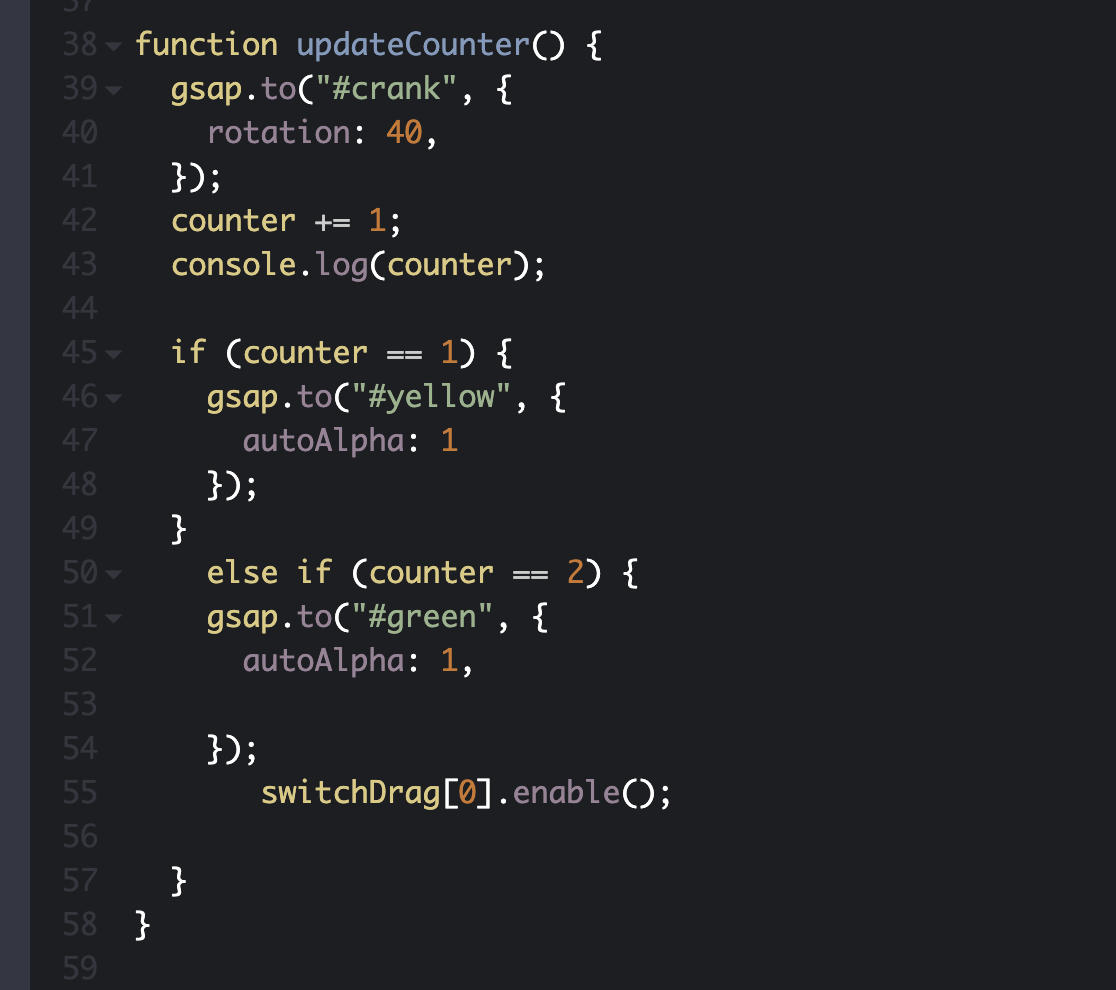 37
38 function updateCounter() {
39 gsap.to("#crank", {
40 rotation: 40,
41 });
42 counter += 1;
43 console.log(counter);
44
45 if (counter == 1) {
46 gsap.to("#yellow", {
47 autoAlpha: 1
48 });
49 }
50 else if (counter == 2) {
51 gsap.to("#green", {
52 autoAlpha: 1,
53
54 });
55 switchDrag[0].enable();
56
57 }
58 }
59